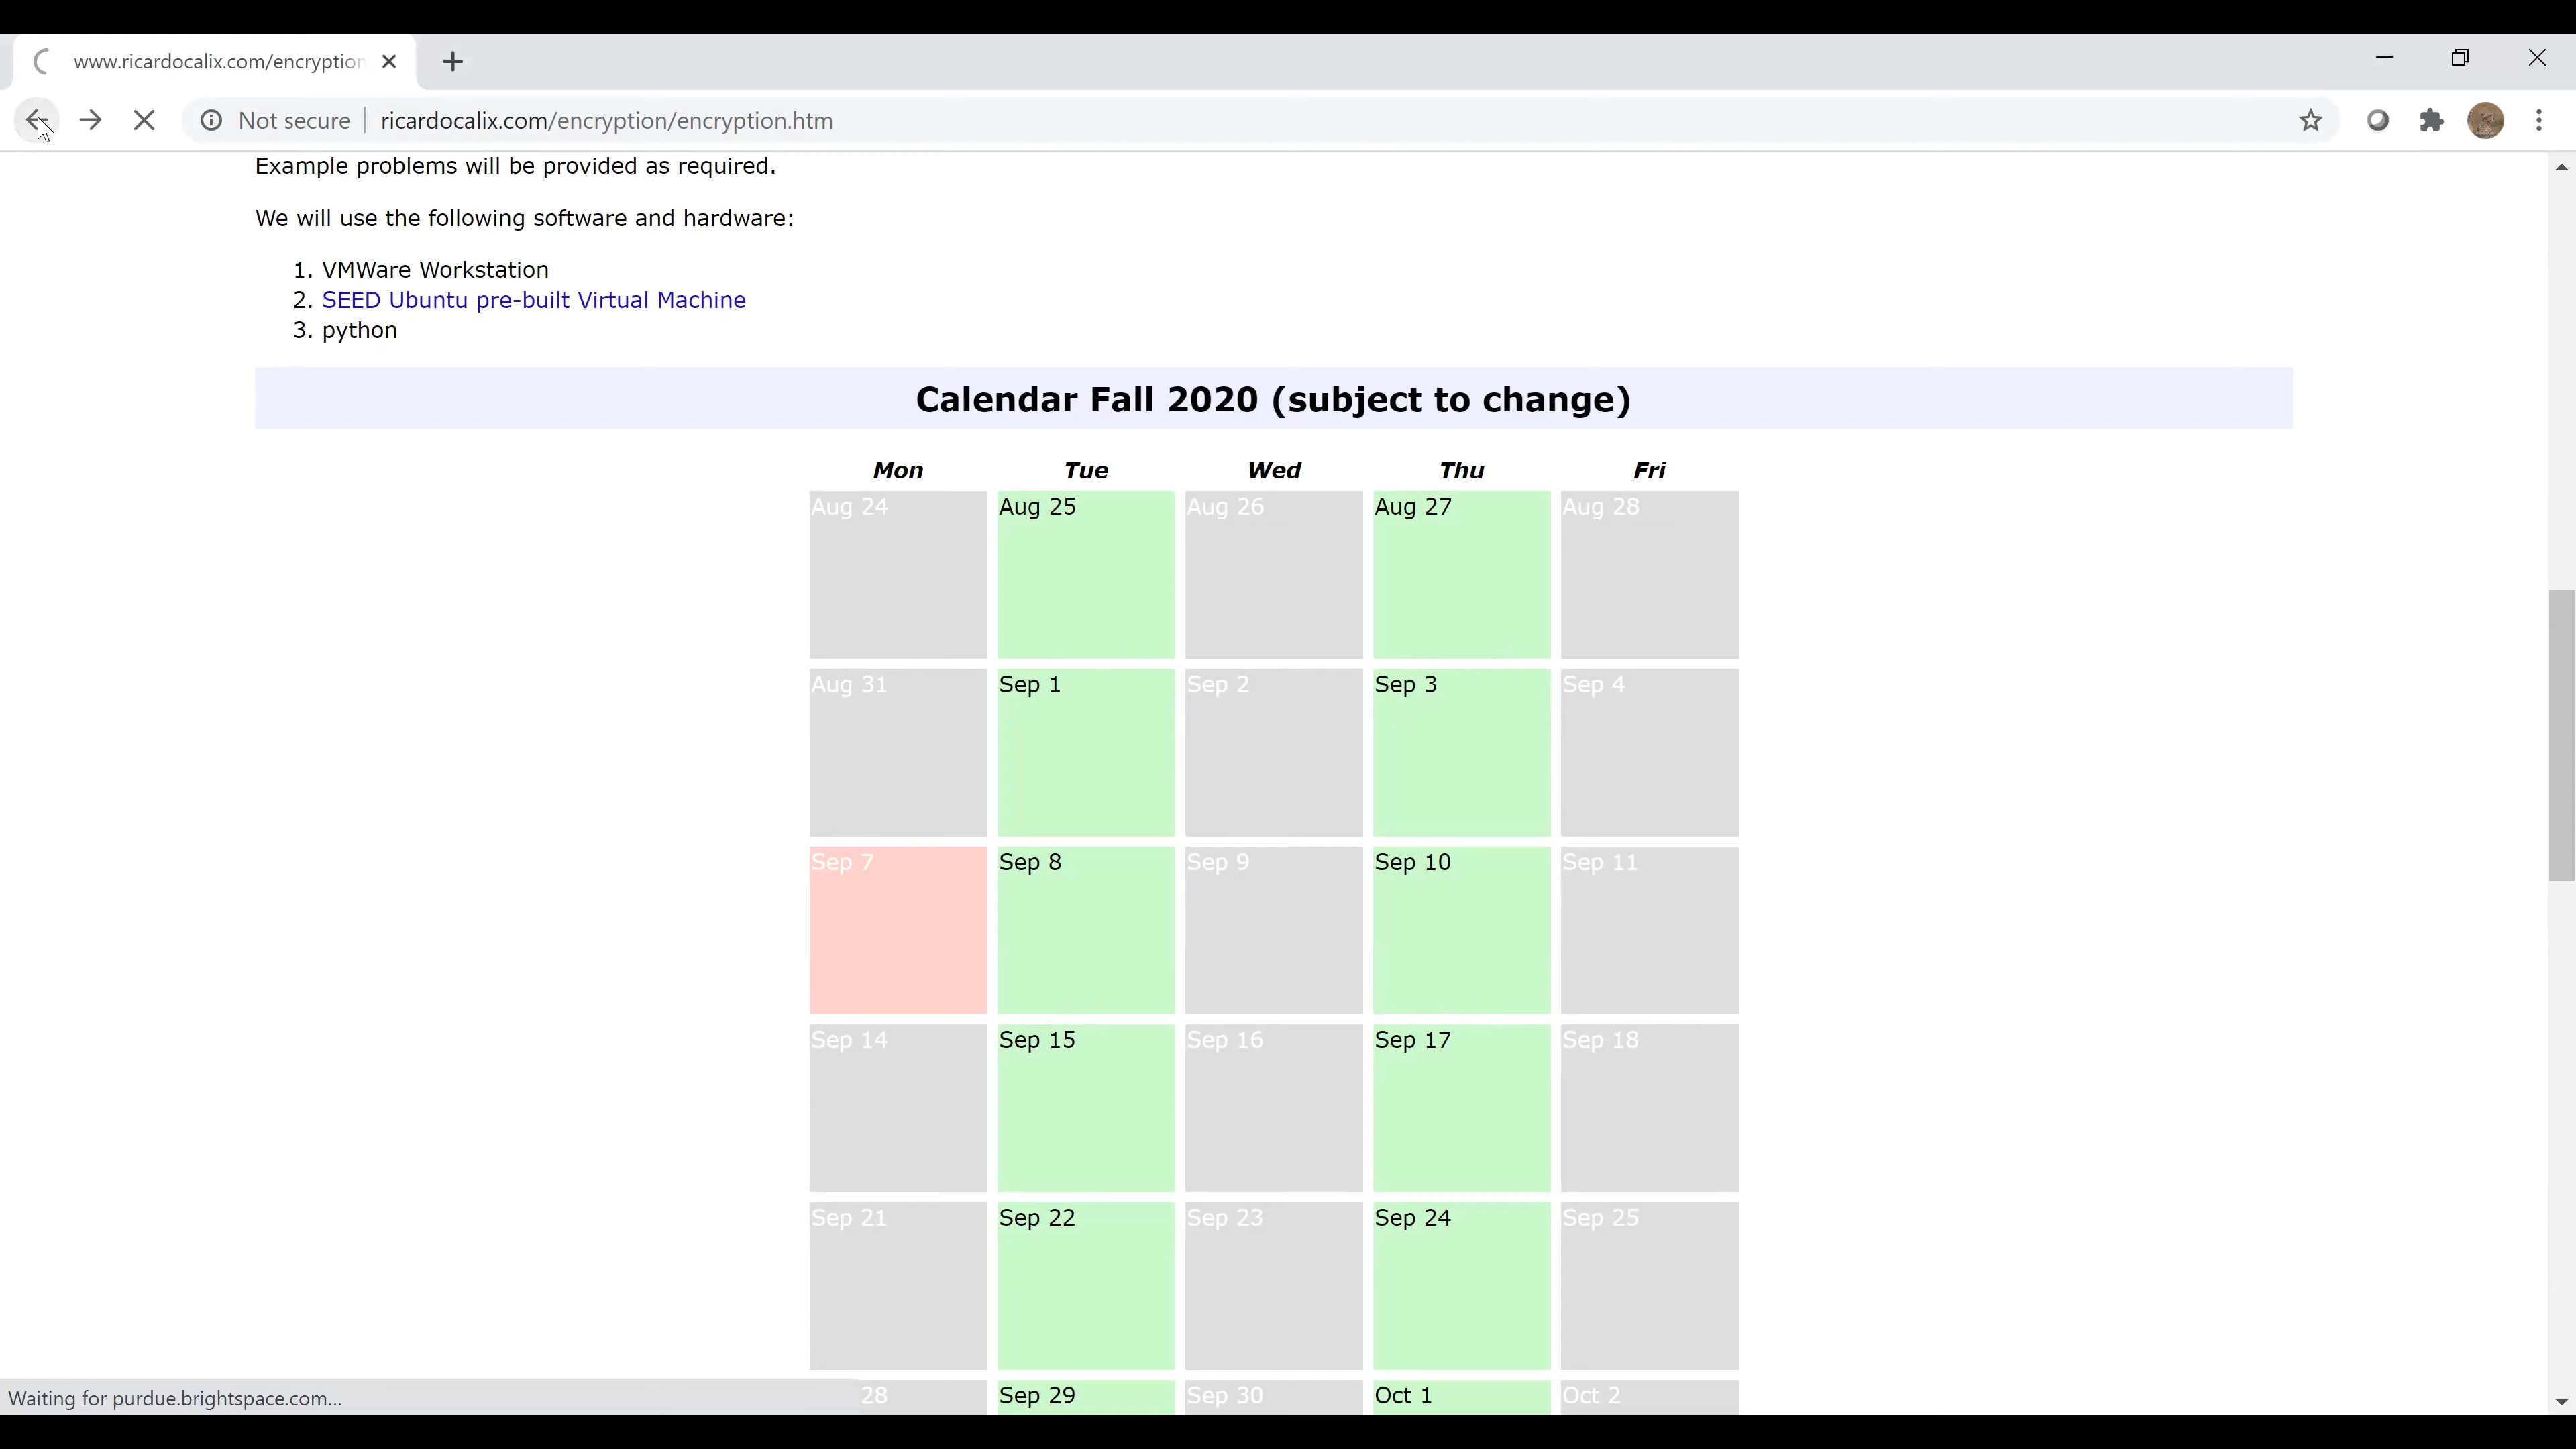 www.ricardocalix.com/encryption
Not secure
ricardocalix.com/encryption/encryption.htm
Example problems will be provided as required.
We will use the following software and hardware:
1. VMWare Workstation
2. SEED Ubuntu pre-built Virtual Machine
3. python
Calendar Fall 2020 (subject to change)
Mon Tue Wed Thu Fri
Aug 24 Aug 25 Aug 26 Aug 27 Aug 28
Aug 31 Sep 1 Sep 2 Sep 3 Sep 4
Sep 7 Sep 8 Sep 9 Sep 10 Sep 11
Sep 14 Sep 15 Sep 16 Sep 17 Sep 18
Sep 21 Sep 22 Sep 23 Sep 24 Sep 25
28 Sep 29 Sep 30 Oct 1 Oct 2
Waiting for purdue.brightspace.com...